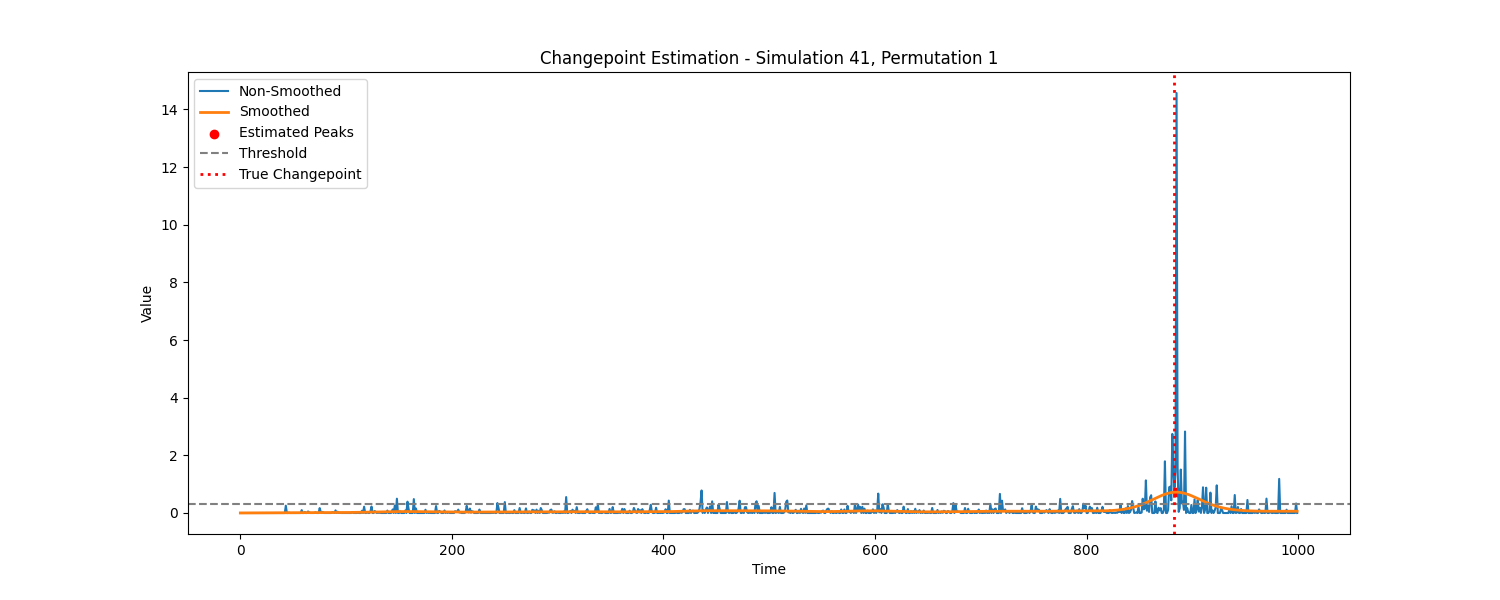 Changepoint Estimation - Simulation 41, Permutation 1
Non-Smoothed
Smoothed
Estimated Peaks
Threshold
True Changepoint
14
12
10
8
6
4
2
0
Value
0 200 400 600 800 1000
Time